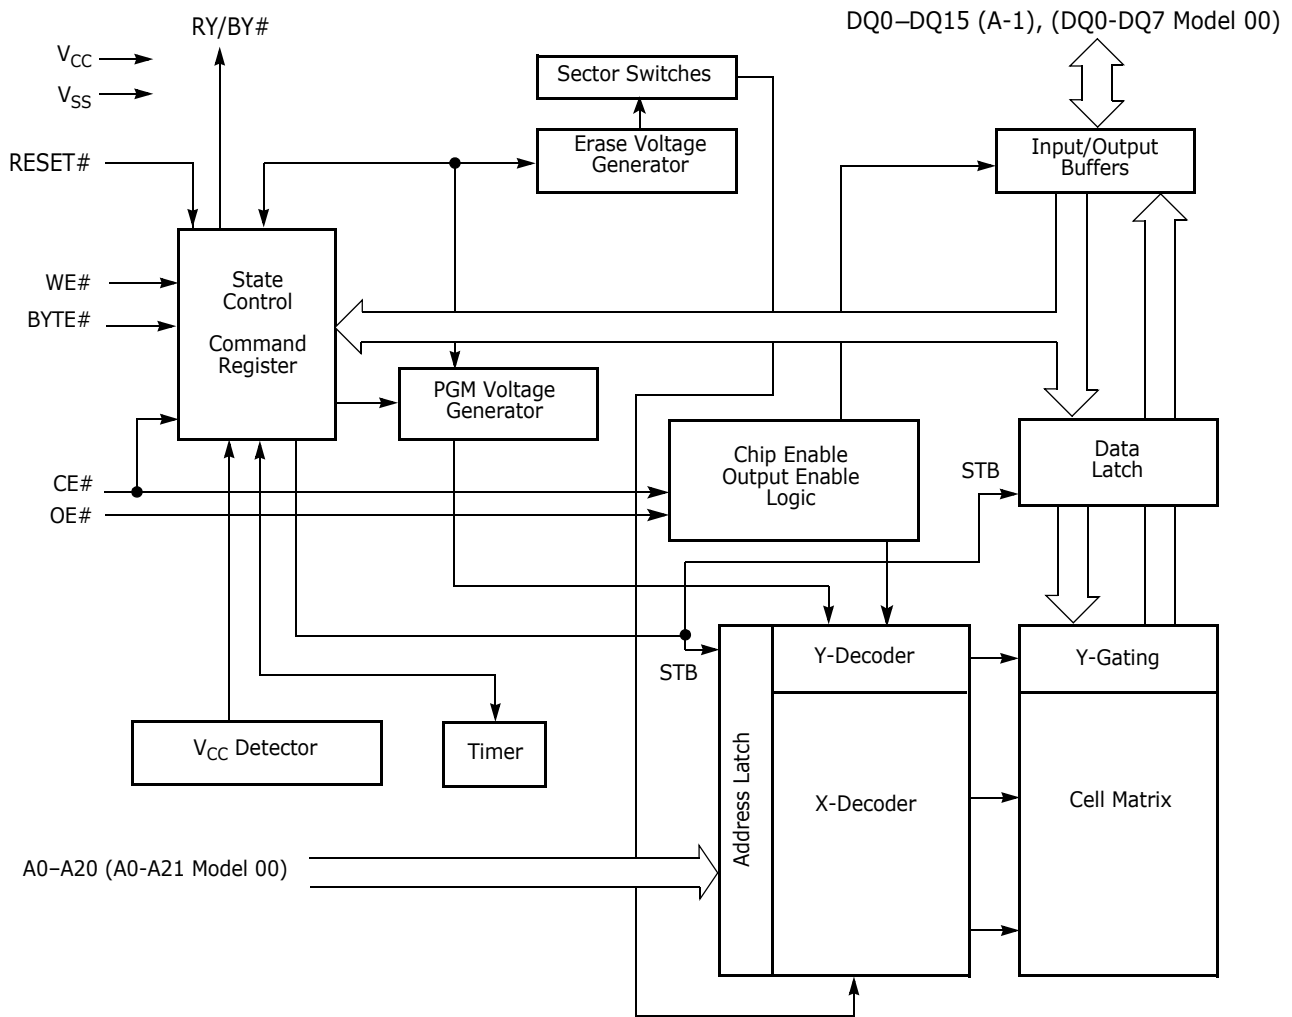 RY/BY#
DQ0–DQ15 (A-1), (DQ0-DQ7 Model 00)
VCC
VSS
Sector Switches
Erase Voltage
Generator
Input/Output
Buffers
RESET#
WE#
BYTE#
State
Control
Command
Register
PGM Voltage
Generator
Chip Enable
Output Enable
Logic
Data
Latch
STB
CE#
OE#
STB
Y-Decoder
Y-Gating
VCC Detector
Timer
Address Latch
X-Decoder
Cell Matrix
A0–A20 (A0-A21 Model 00)